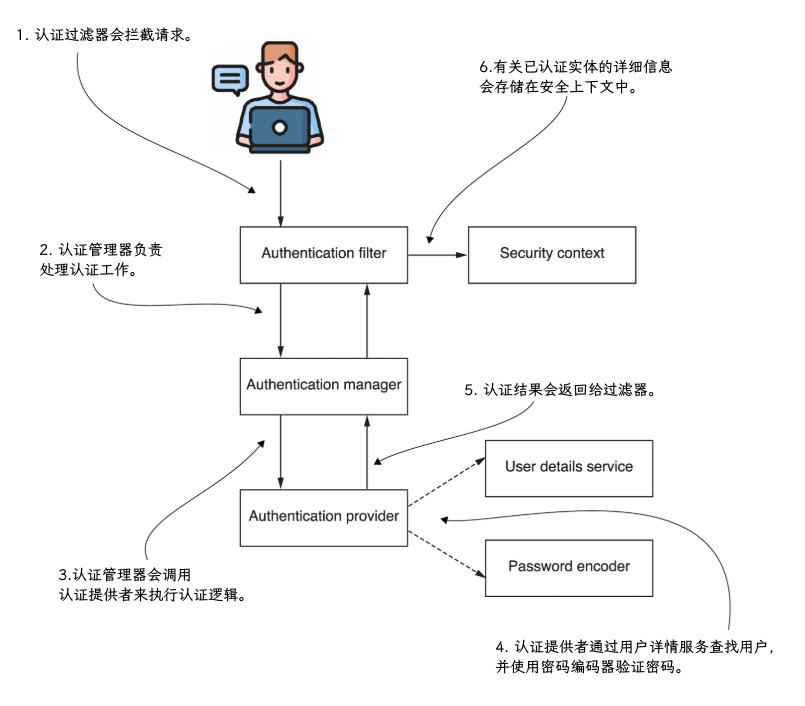 1. 认证过滤器会拦截请求。
6.有关已认证实体的详细信息
会存储在安全上下文中。
2. 认证管理器负责
处理认证工作。
Authentication filter
Security context
Authentication manager
5. 认证结果会返回给过滤器。
User details service
Authentication provider
Password encoder
3.认证管理器会调用
认证提供者来执行认证逻辑。
4. 认证提供者通过用户详情服务查找用户，
并使用密码编码器验证密码。